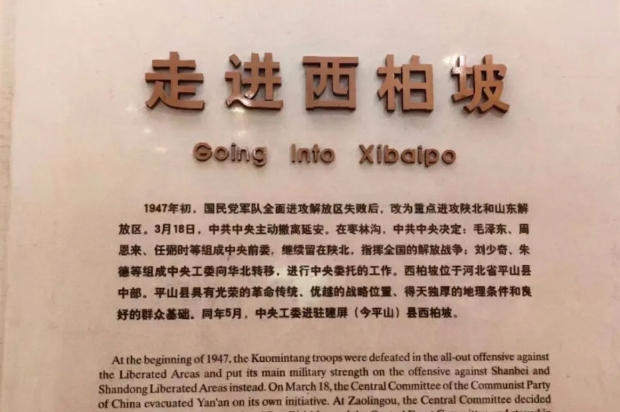 走进西柏坡
Going Into Xibaipo
1947年初，国民党军队全面进攻解放区失败后，改为重点进攻陕北和山东解
放区。3月18日，中共中央主动撤离延安。在枣林沟，中共中央决定：毛泽东、周
恩来、任弼时等组成中央前委，继续留在陕北，指挥全国的解放战争；刘少奇、朱
德等组成中央工委向华北转移，进行中央委托的工作。西柏坡位于河北省平山县
中部。平山县具有光荣的革命传统、优越的战略位置、得天独厚的地理条件和良
好的群众基础。同年5月，中央工委进驻建屏（今平山）县西柏坡。
At the beginning of 1947, the Kuomintang troops were defeated in the all-out offensive against
the Liberated Areas and put its main military strength on the offensive against Shanbei and
Shandong Liberated Areas instead. On March 18, the Central Committee of the Communist Party
of China evacuated Yan'an on its own initiative. At Zaolingou, the Central Committee decided